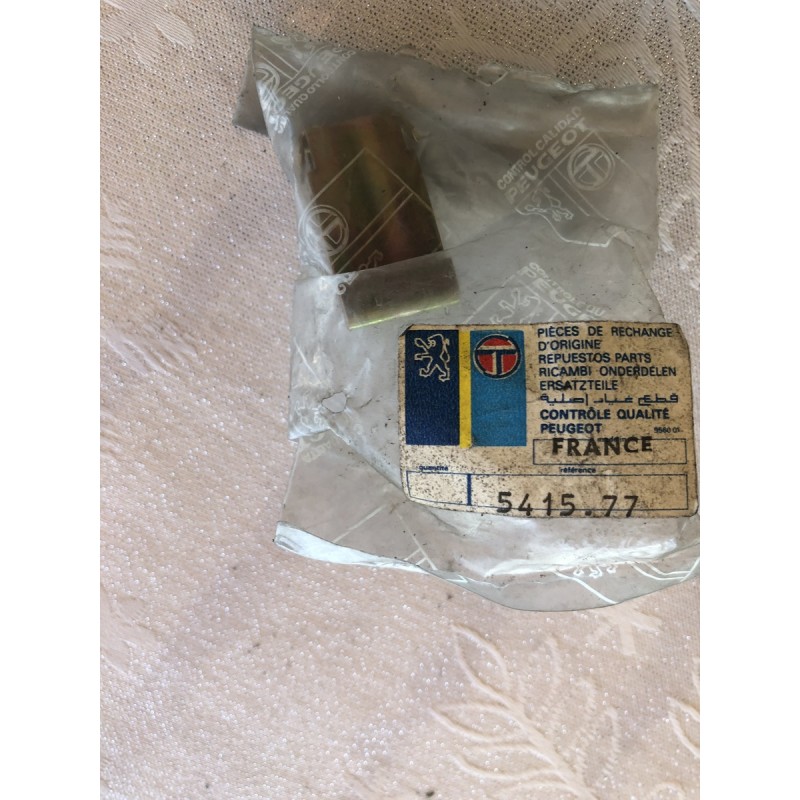 CONTROL CALIDAD
PEUGEOT
PIÈCES DE RECHANGE
D'ORIGINE
REPUESTOS PARTS
RICAMBI ONDERDELEN
ERSATZTEILE
قطع غيار أصلية
CONTRÔLE QUALITÉ
PEUGEOT
FRANCE
quantité
référence
5415.77